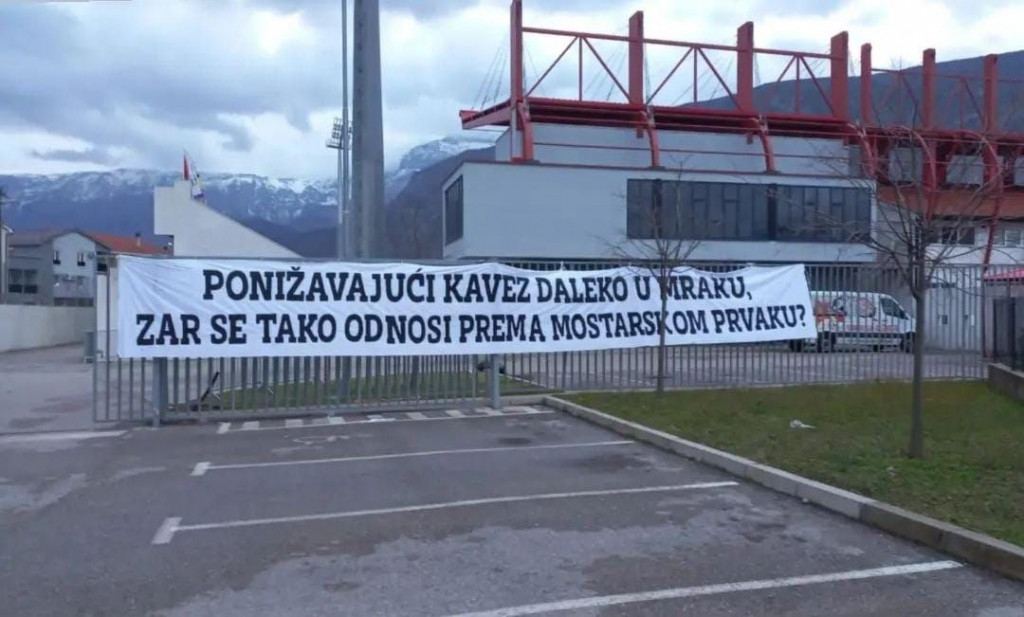 PONIŽAVAJUĆI KAVEZ DALEKO U MRAKU,
ZAR SE TAKO ODNOSI PREMA MOSTARSKOM PRVAKU?